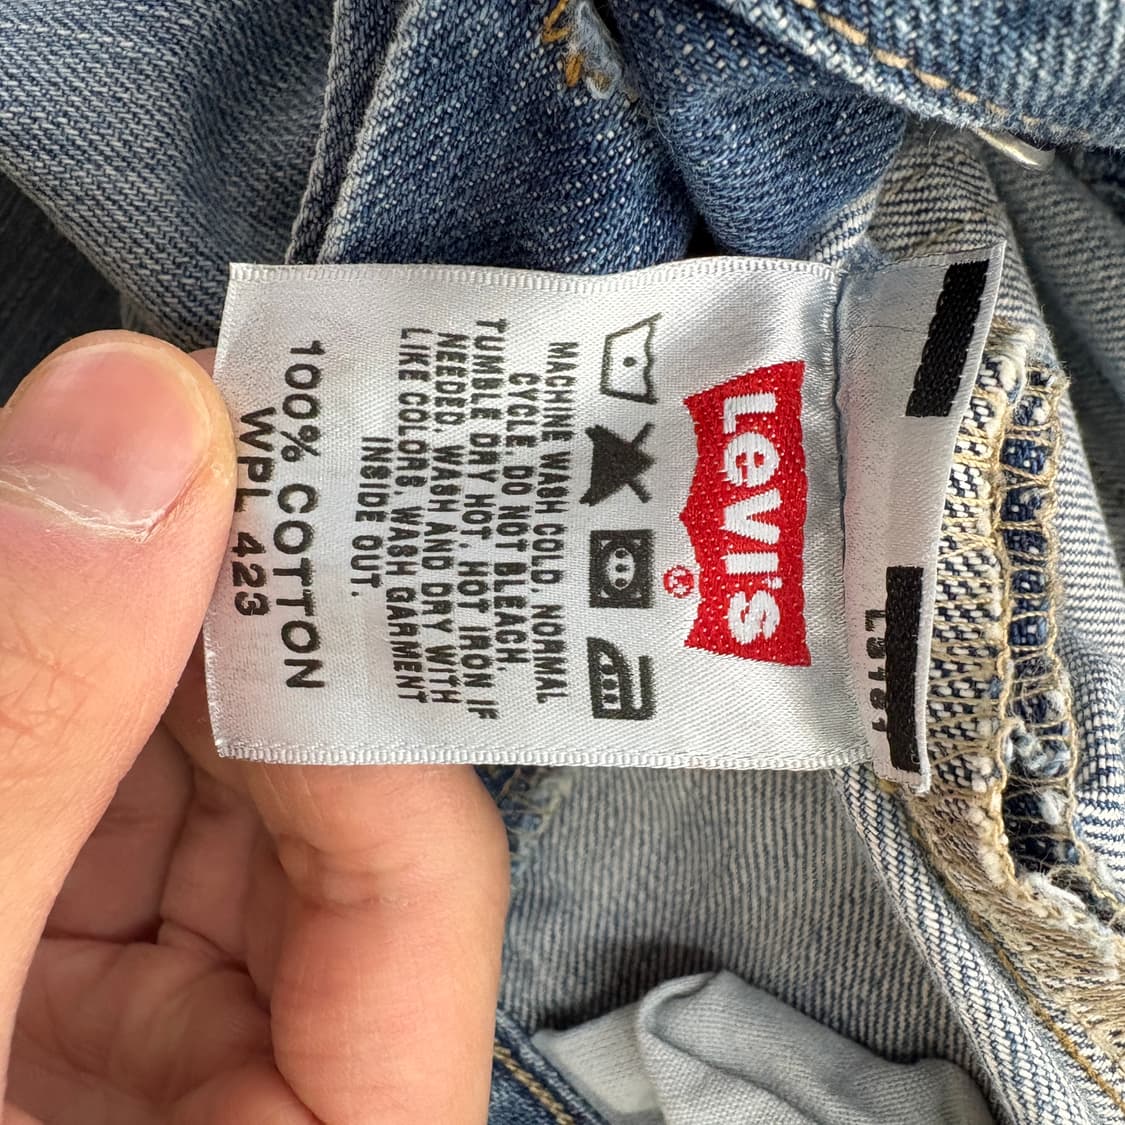 Levi's
®
MACHINE WASH COLD, NORMAL
CYCLE. DO NOT BLEACH.
TUMBLE DRY HOT. HOT IRON IF
NEEDED. WASH AND DRY WITH
LIKE COLORS. WASH GARMENT
INSIDE OUT.
100% COTTON
WPL 423